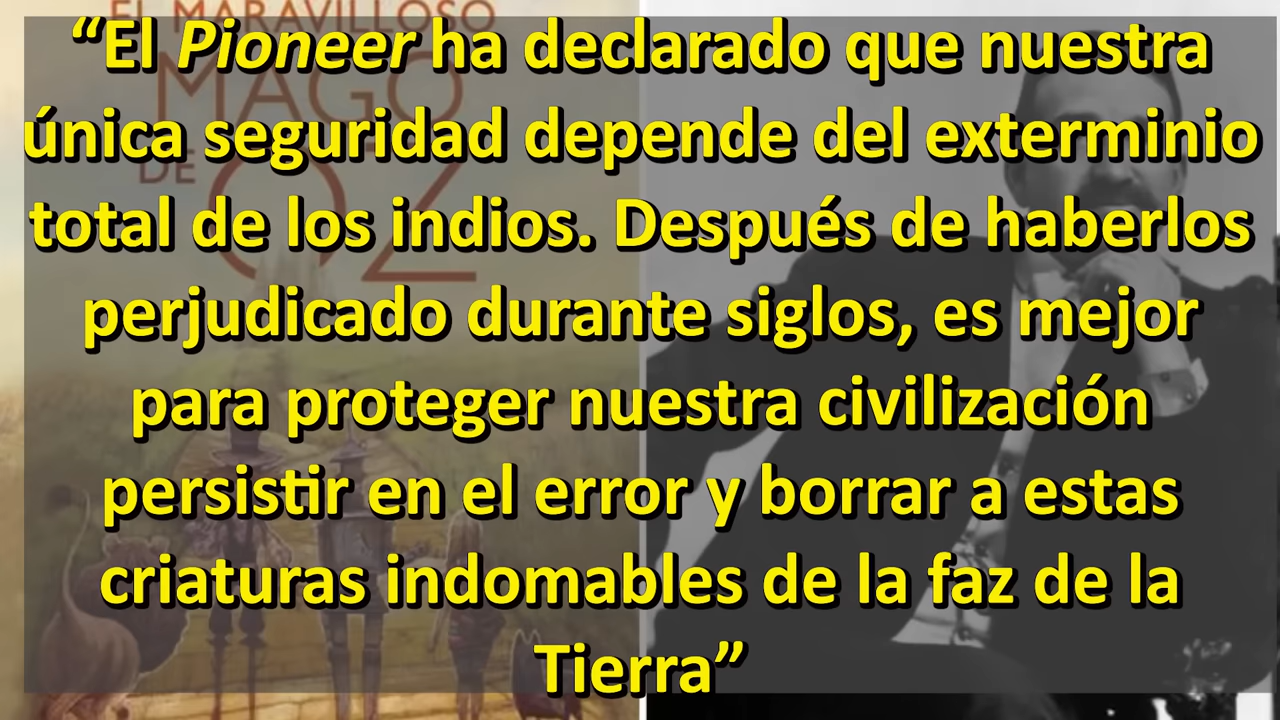 EL MARAVILLOSO
MAGO
DE
OZ
“El Pioneer ha declarado que nuestra
única seguridad depende del exterminio
total de los indios. Después de haberlos
perjudicado durante siglos, es mejor
para proteger nuestra civilización
persistir en el error y borrar a estas
criaturas indomables de la faz de la
Tierra”